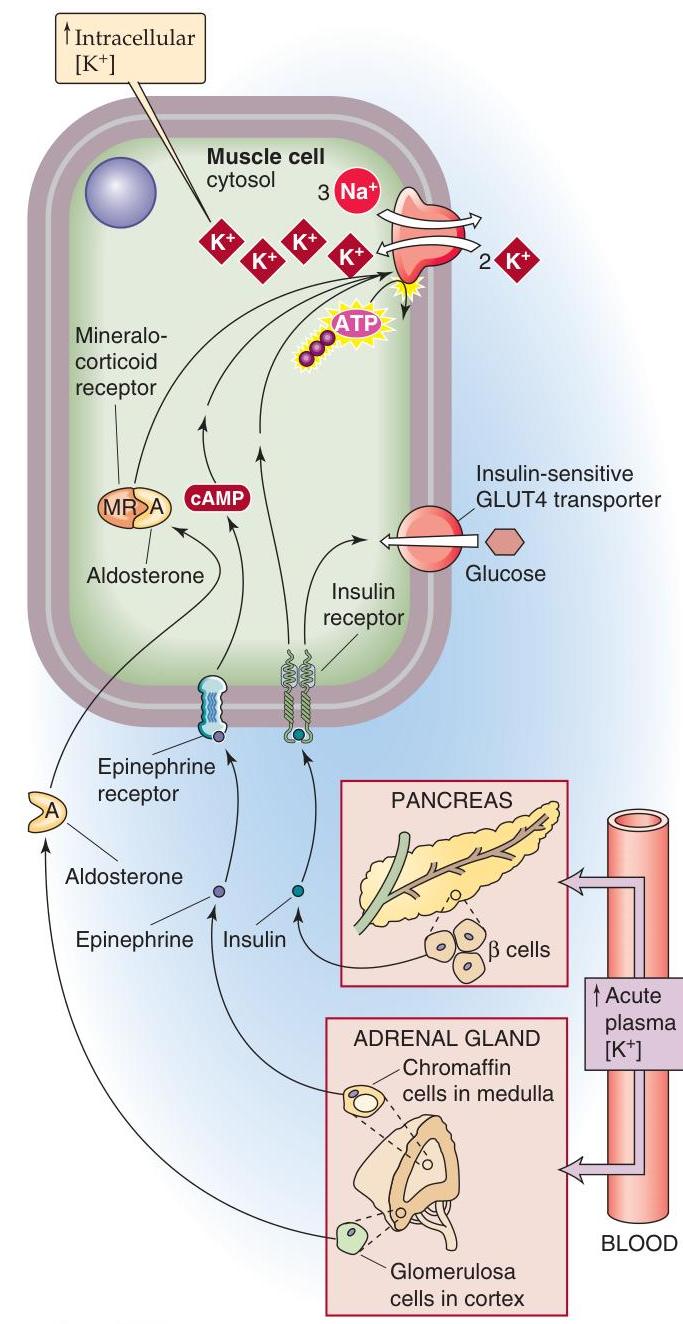 ↑ Intracellular
[K⁺]
Muscle cell
cytosol
3 Na⁺
K⁺
K⁺
K⁺
K⁺
2 K⁺
ATP
Mineralo-
corticoid
receptor
MR A
cAMP
Aldosterone
Insulin-sensitive
GLUT4 transporter
Glucose
Insulin
receptor
Epinephrine
receptor
A
Aldosterone
Epinephrine
Insulin
PANCREAS
β cells
↑ Acute
plasma
[K⁺]
ADRENAL GLAND
Chromaffin
cells in medulla
Glomerulosa
cells in cortex
BLOOD